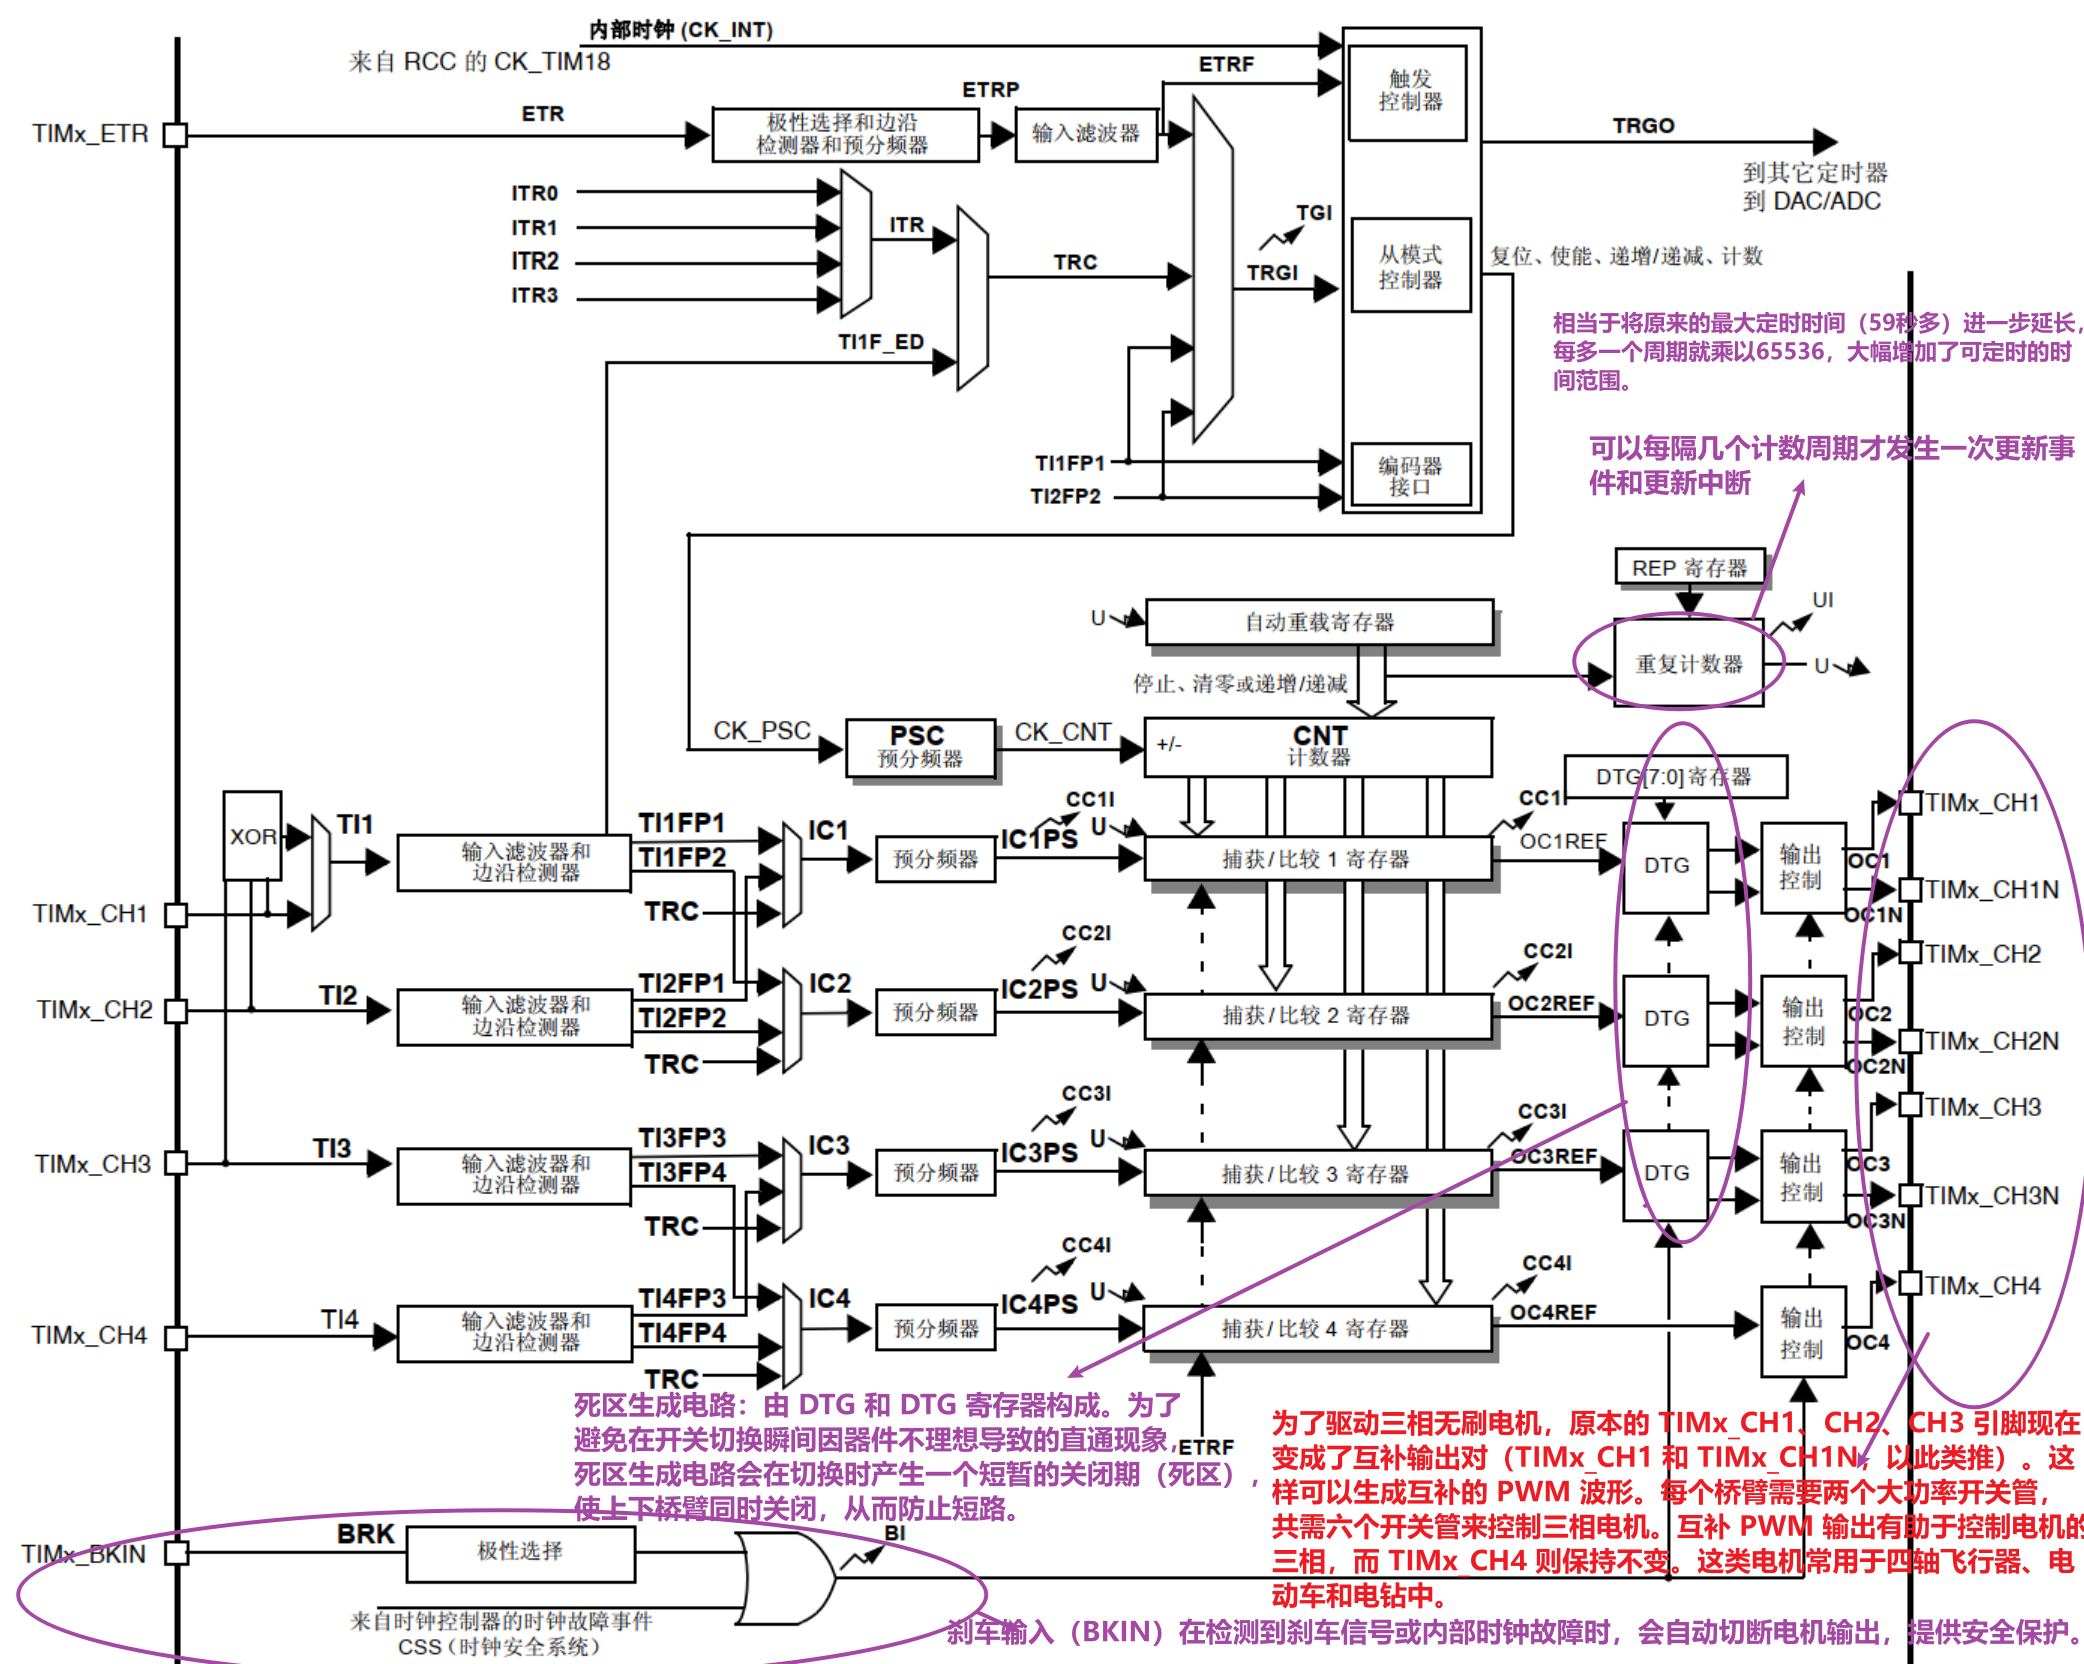 内部时钟 (CK_INT)
来自 RCC 的 CK_TIM18
ETRF
触发
控制器
ETRP
ETR
TIMx_ETR
极性选择和边沿
检测器和预分频器
输入滤波器
TRGO
到其它定时器
到 DAC/ADC
ITR0
ITR1
ITR2
ITR3
ITR
TGI
TRC
TRGI
从模式
控制器
复位、使能、递增/递减、计数
TI1F_ED
相当于将原来的最大定时时间（59秒多）进一步延长，
每多一个周期就乘以65536，大幅增加了可定时的时
间范围。
可以每隔几个计数周期才发生一次更新事
件和更新中断
TI1FP1
TI2FP2
编码器
接口
REP 寄存器
UI
U
自动重载寄存器
重复计数器
U
停止、清零或递增/递减
CK_PSC
PSC
预分频器
CK_CNT
+/-
CNT
计数器
DTG[7:0]寄存器
XOR
TI1
输入滤波器和
边沿检测器
TI1FP1
TI1FP2
TRC
IC1
预分频器
CC1I
U
IC1PS
捕获/比较 1 寄存器
CC1I
OC1REF
DTG
输出
控制
OC1
OC1N
TIMx_CH1
TIMx_CH1N
TIMx_CH1
TIMx_CH2
TI2
输入滤波器和
边沿检测器
TI2FP1
TI2FP2
TRC
IC2
预分频器
CC2I
U
IC2PS
捕获/比较 2 寄存器
CC2I
OC2REF
DTG
输出
控制
OC2
OC2N
TIMx_CH2
TIMx_CH2N
TIMx_CH3
TI3
输入滤波器和
边沿检测器
TI3FP3
TI3FP4
TRC
IC3
预分频器
CC3I
U
IC3PS
捕获/比较 3 寄存器
CC3I
OC3REF
DTG
输出
控制
OC3
OC3N
TIMx_CH3
TIMx_CH3N
TIMx_CH4
TI4
输入滤波器和
边沿检测器
TI4FP3
TI4FP4
TRC
IC4
预分频器
CC4I
U
IC4PS
捕获/比较 4 寄存器
CC4I
OC4REF
输出
控制
OC4
TIMx_CH4
ETRF
死区生成电路：由 DTG 和 DTG 寄存器构成。为了
避免在开关切换瞬间因器件不理想导致的直通现象，
死区生成电路会在切换时产生一个短暂的关闭期（死区），
使上下桥臂同时关闭，从而防止短路。
为了驱动三相无刷电机，原本的 TIMx_CH1、CH2、CH3 引脚现在
变成了互补输出对（TIMx_CH1 和 TIMx_CH1N，以此类推）。这
样可以生成互补的 PWM 波形。每个桥臂需要两个大功率开关管，
共需六个开关管来控制三相电机。互补 PWM 输出有助于控制电机的
三相，而 TIMx_CH4 则保持不变。这类电机常用于四轴飞行器、电
动车和电钻中。
TIMx_BKIN
BRK
极性选择
BI
来自时钟控制器的时钟故障事件
CSS（时钟安全系统）
刹车输入（BKIN）在检测到刹车信号或内部时钟故障时，会自动切断电机输出，提供安全保护。